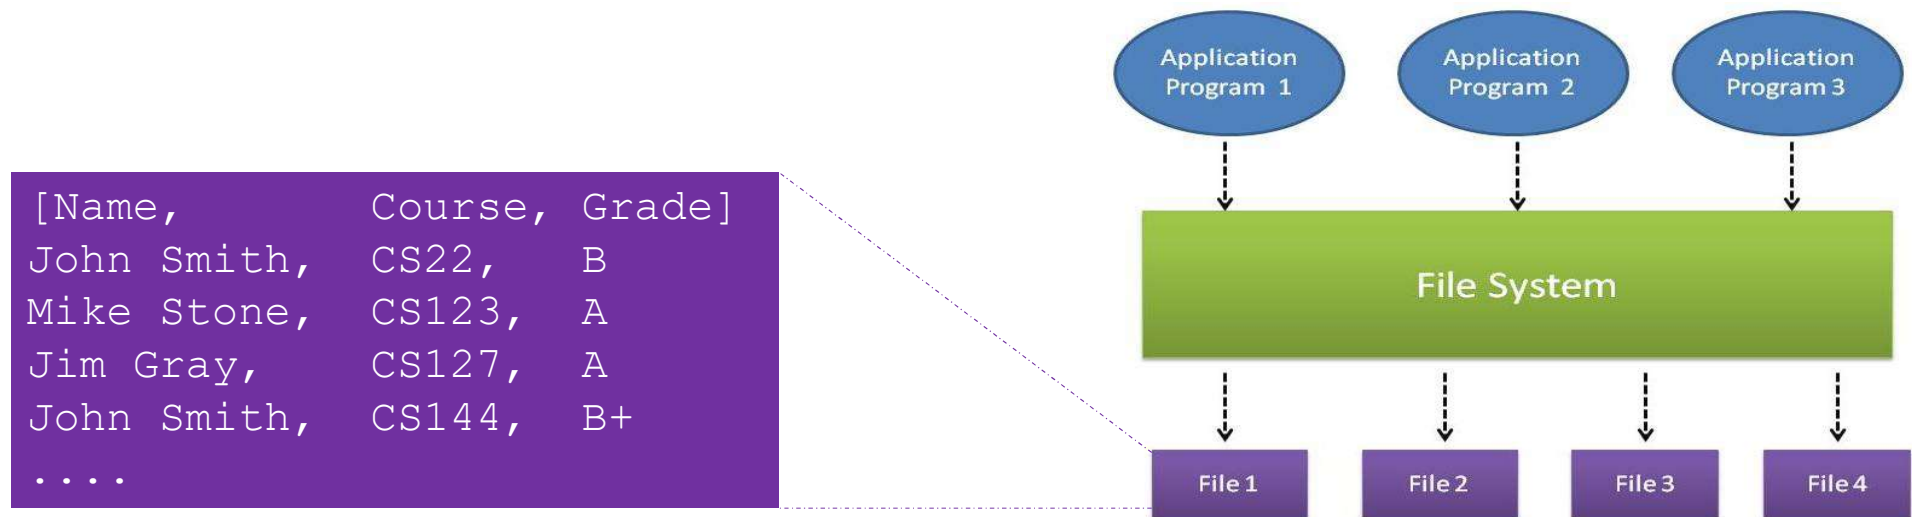 [Name, Course, Grade]
John Smith, CS22, B
Mike Stone, CS123, A
Jim Gray, CS127, A
John Smith, CS144, B+
....
Application
Program 1
Application
Program 2
Application
Program 3
File System
File 1
File 2
File 3
File 4